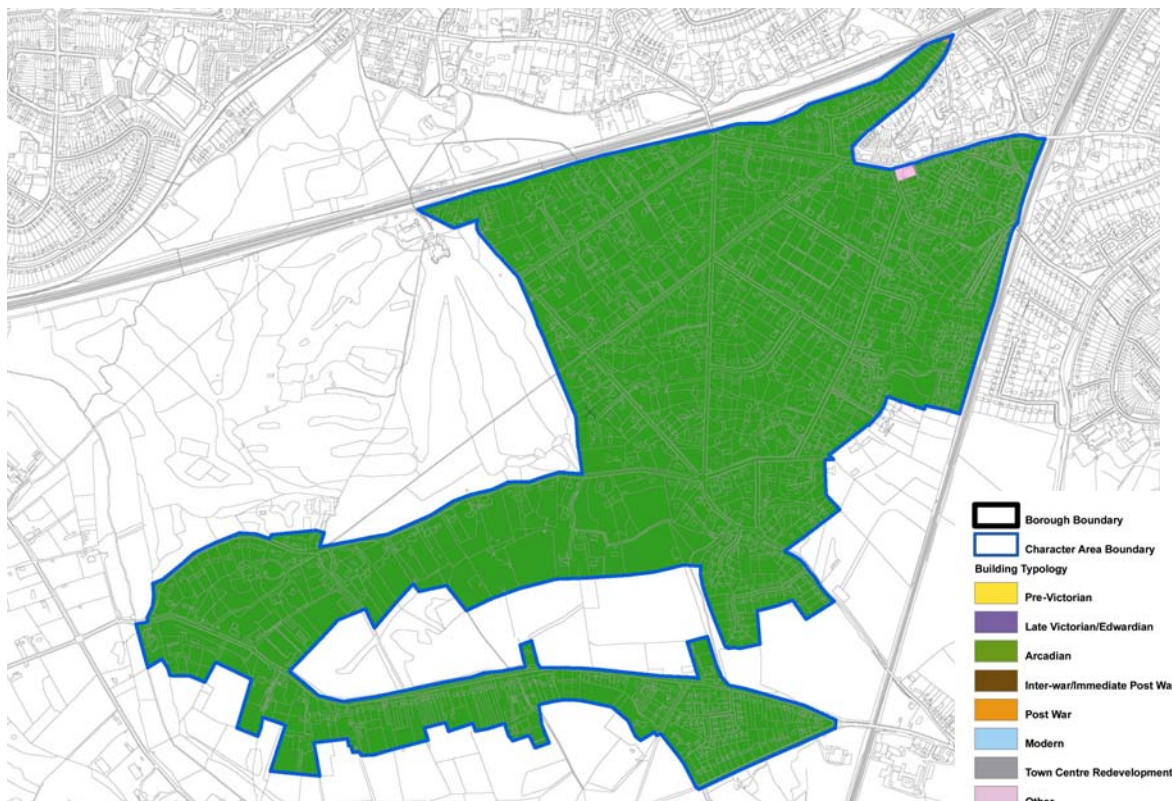 Borough Boundary
Character Area Boundary
Building Typology
Pre-Victorian
Late Victorian/Edwardian
Arcadian
Inter-war/Immediate Post Wa
Post War
Modern
Town Centre Redevelopment
Other